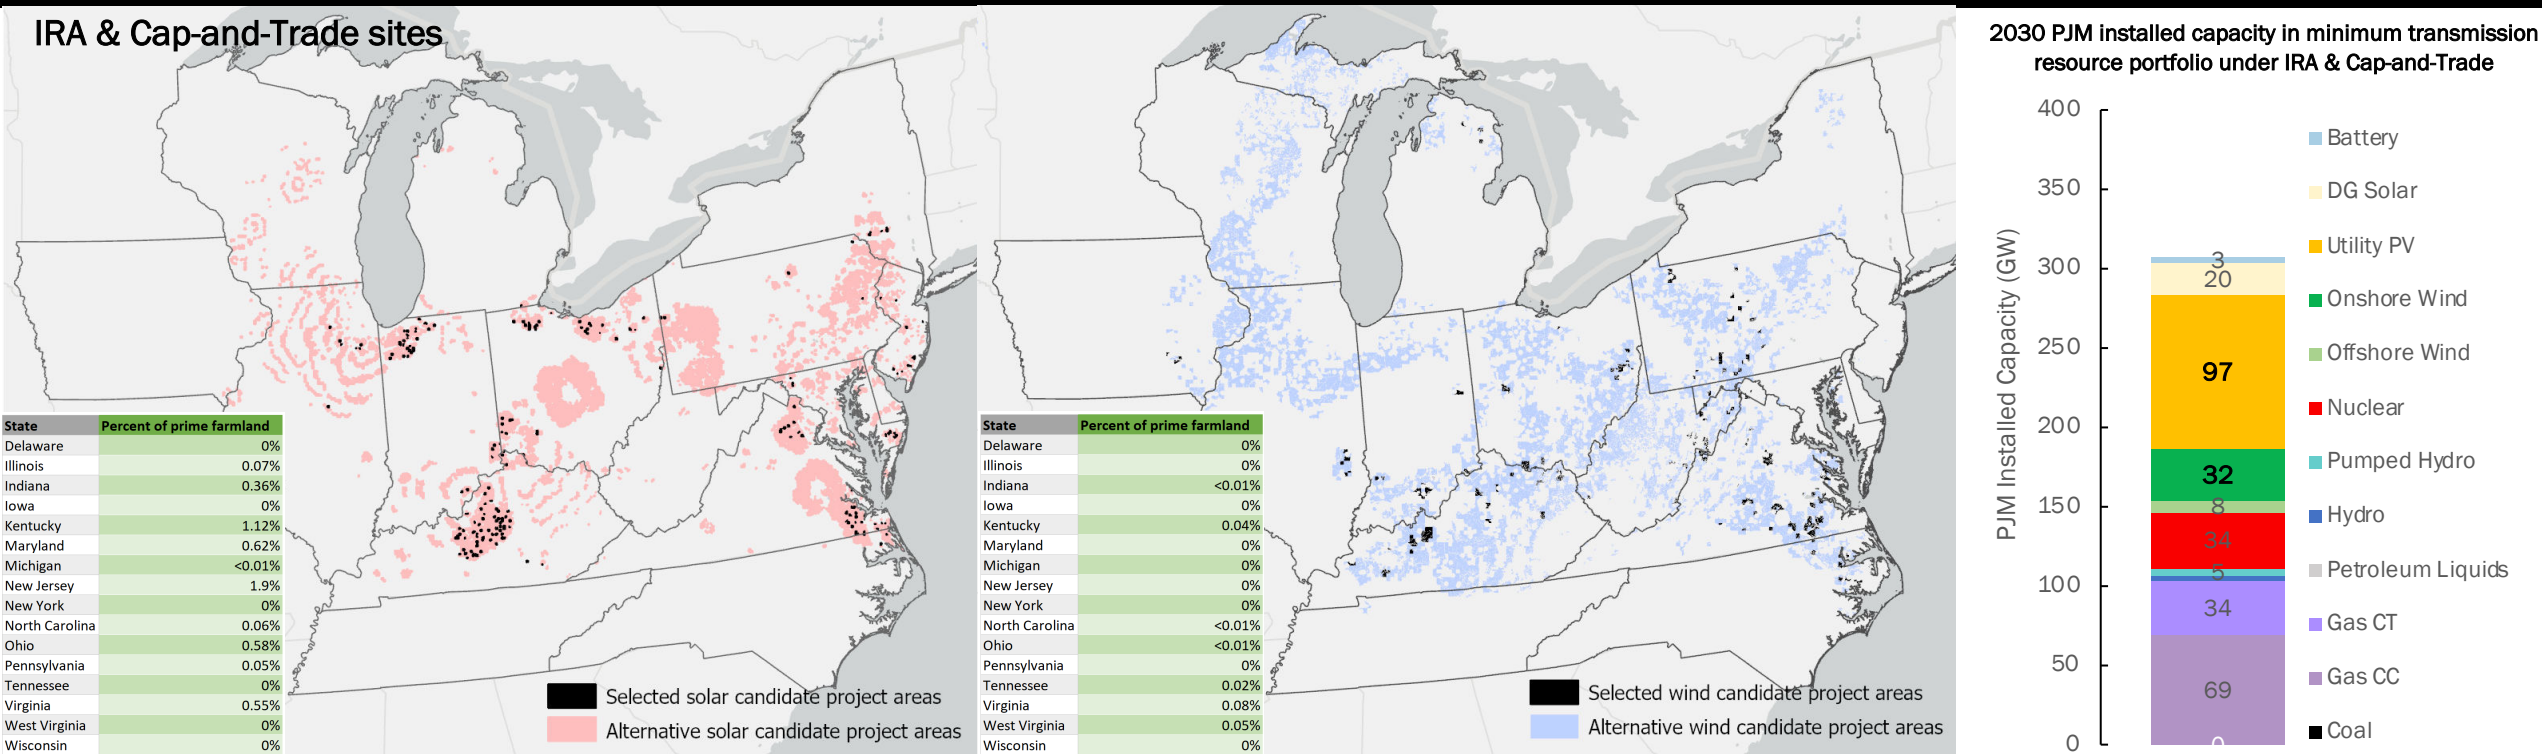 IRA & Cap-and-Trade sites
State Percent of prime farmland
Delaware 0%
Illinois 0.07%
Indiana 0.36%
Iowa 0%
Kentucky 1.12%
Maryland 0.62%
Michigan <0.01%
New Jersey 1.9%
New York 0%
North Carolina 0.06%
Ohio 0.58%
Pennsylvania 0.05%
Tennessee 0%
Virginia 0.55%
West Virginia 0%
Wisconsin 0%
Selected solar candidate project areas
Alternative solar candidate project areas
State Percent of prime farmland
Delaware 0%
Illinois 0%
Indiana <0.01%
Iowa 0%
Kentucky 0.04%
Maryland 0%
Michigan 0%
New Jersey 0%
New York 0%
North Carolina <0.01%
Ohio <0.01%
Pennsylvania 0%
Tennessee 0.02%
Virginia 0.08%
West Virginia 0.05%
Wisconsin 0%
Selected wind candidate project areas
Alternative wind candidate project areas
2030 PJM installed capacity in minimum transmission
resource portfolio under IRA & Cap-and-Trade
PJM Installed Capacity (GW)
400
350
300
250
200
150
100
50
0
3
20
97
32
8
34
5
34
69
0
Battery
DG Solar
Utility PV
Onshore Wind
Offshore Wind
Nuclear
Pumped Hydro
Hydro
Petroleum Liquids
Gas CT
Gas CC
Coal